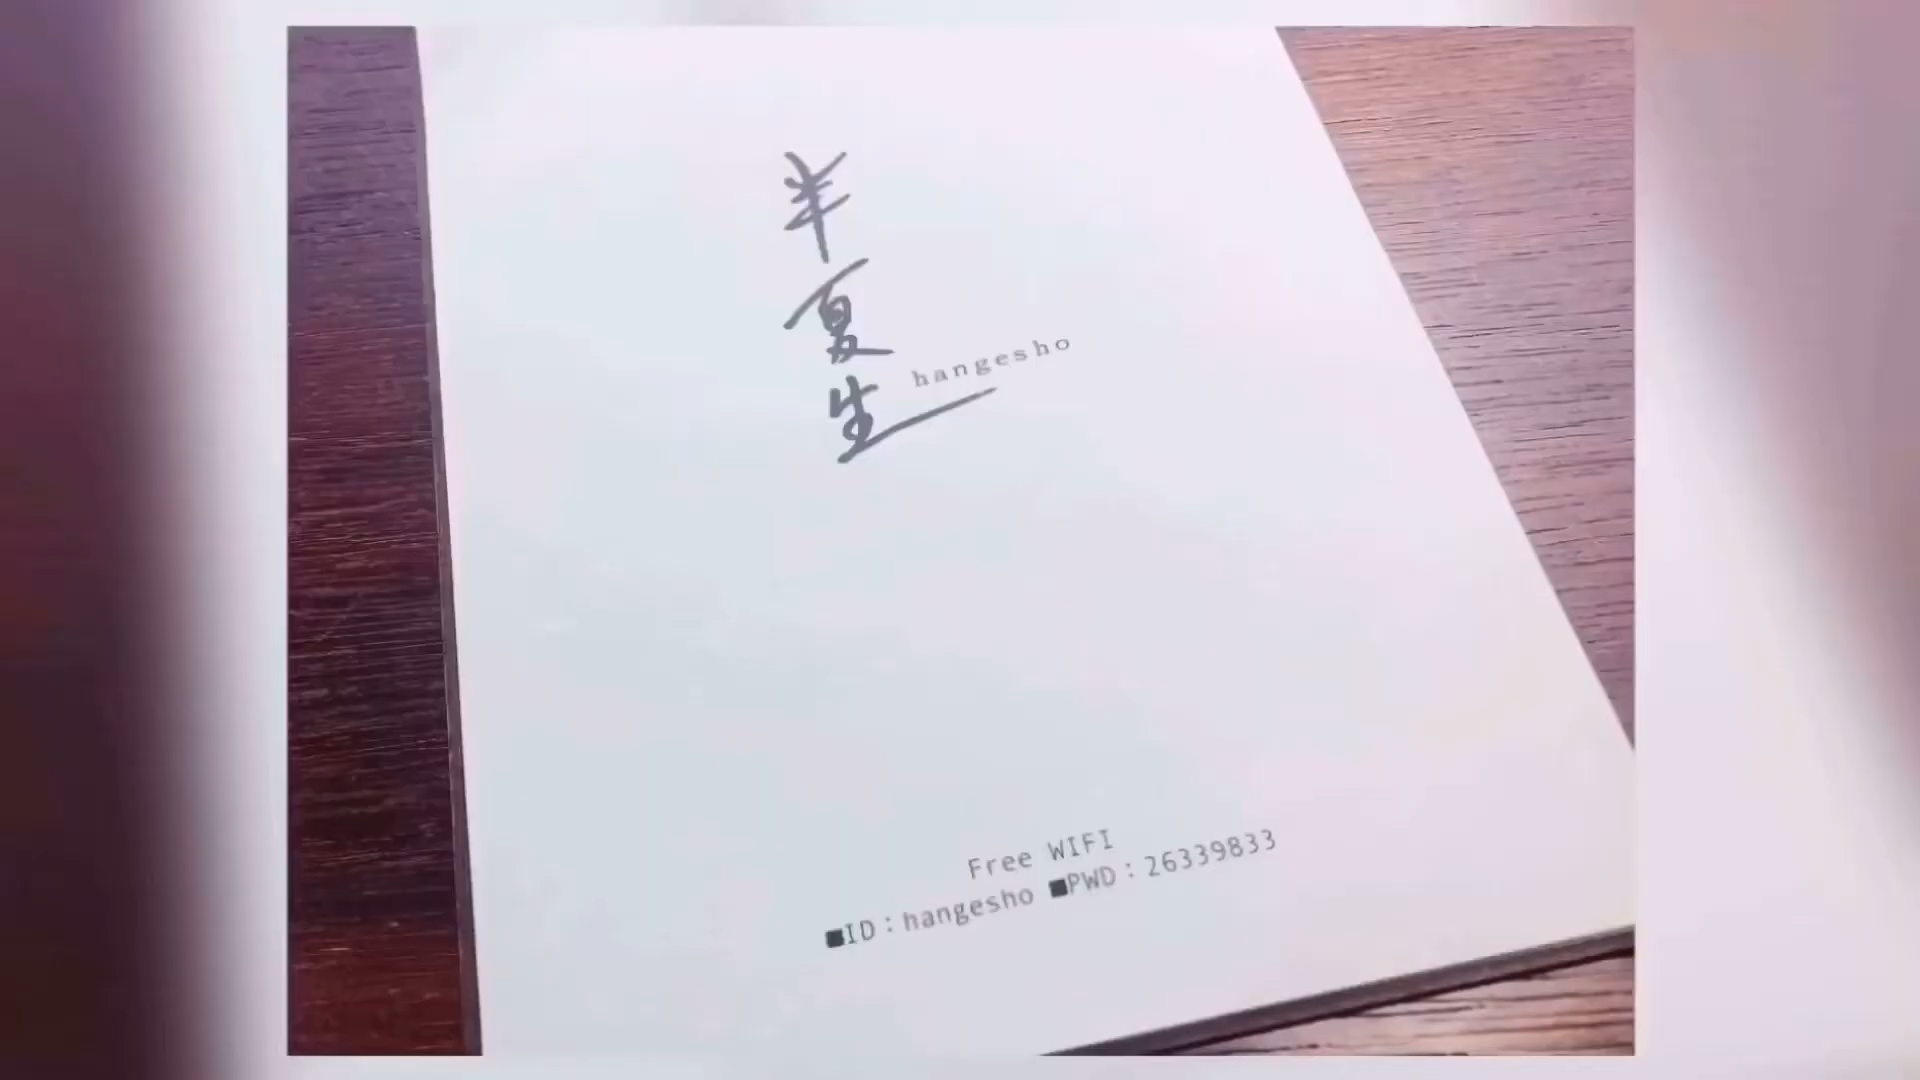 半夏生
hangesho
Free WIFI
■ID：hangesho ■PWD：26339833